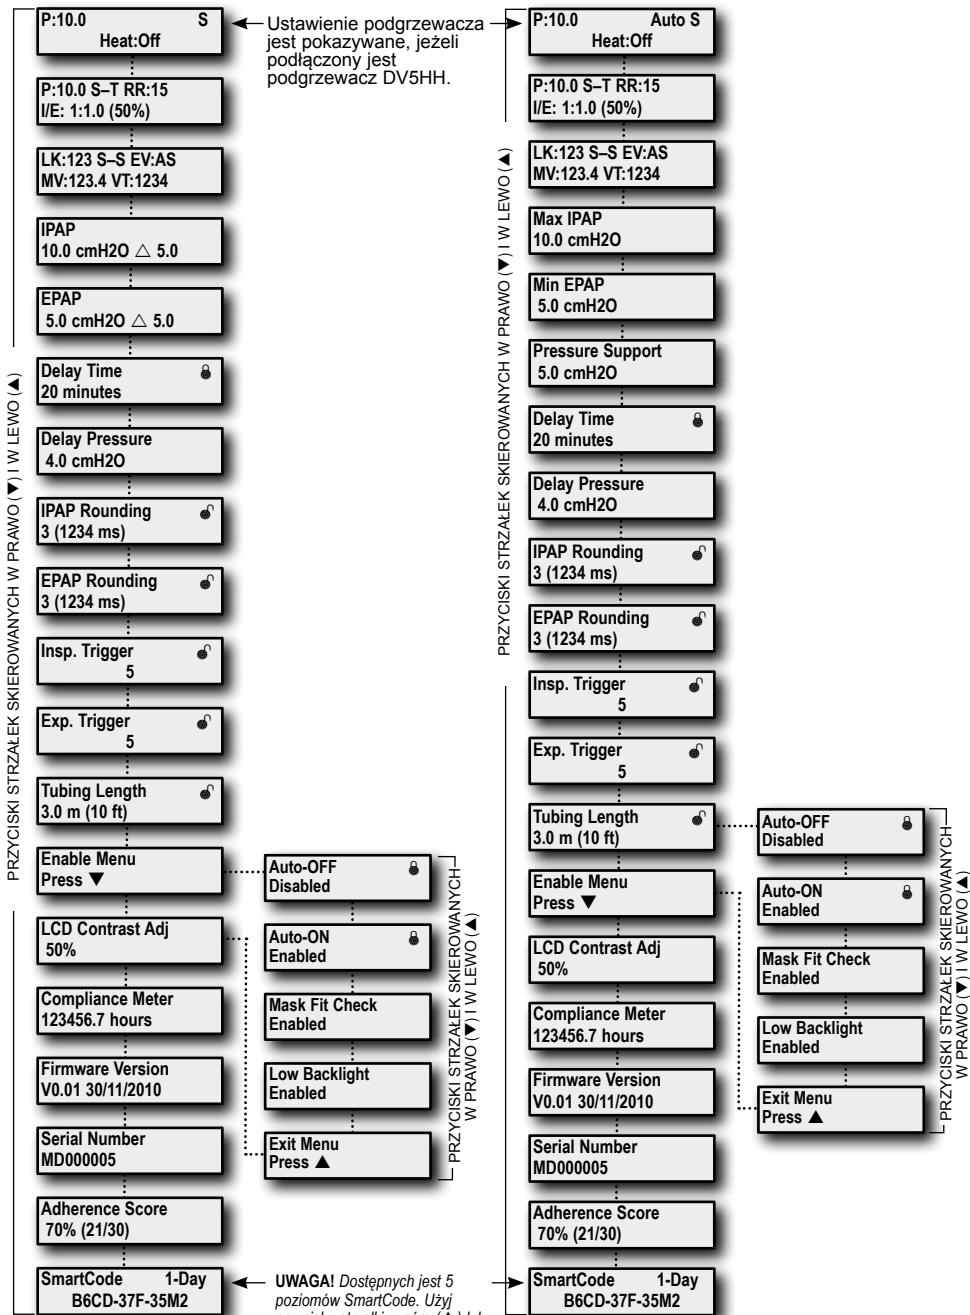 PRZYCISKI STRZAŁEK SKIEROWANYCH W PRAWO (▼) I W LEWO (▲)
P:10.0 S
Heat:Off
P:10.0 S–T RR:15
I/E: 1:1.0 (50%)
LK:123 S–S EV:AS
MV:123.4 VT:1234
IPAP
10.0 cmH2O △ 5.0
EPAP
5.0 cmH2O △ 5.0
Delay Time
20 minutes
Delay Pressure
4.0 cmH2O
IPAP Rounding
3 (1234 ms)
EPAP Rounding
3 (1234 ms)
Insp. Trigger
5
Exp. Trigger
5
Tubing Length
3.0 m (10 ft)
Enable Menu
Press ▼
LCD Contrast Adj
50%
Compliance Meter
123456.7 hours
Firmware Version
V0.01 30/11/2010
Serial Number
MD000005
Adherence Score
70% (21/30)
SmartCode 1-Day
B6CD-37F-35M2
Auto-OFF
Disabled
Auto-ON
Enabled
Mask Fit Check
Enabled
Low Backlight
Enabled
Exit Menu
Press ▲
PRZYCISKI STRZAŁEK SKIEROWANYCH
W PRAWO (▼) I W LEWO (▲)
Ustawienie podgrzewacza
jest pokazywane, jeżeli
podłączony jest
podgrzewacz DV5HH.
UWAGA! Dostępnych jest 5
poziomów SmartCode. Użyj
PRZYCISKI STRZAŁEK SKIEROWANYCH W PRAWO (▼) I W LEWO (▲)
P:10.0 Auto S
Heat:Off
P:10.0 S–T RR:15
I/E: 1:1.0 (50%)
LK:123 S–S EV:AS
MV:123.4 VT:1234
Max IPAP
10.0 cmH2O
Min EPAP
5.0 cmH2O
Pressure Support
5.0 cmH2O
Delay Time
20 minutes
Delay Pressure
4.0 cmH2O
IPAP Rounding
3 (1234 ms)
EPAP Rounding
3 (1234 ms)
Insp. Trigger
5
Exp. Trigger
5
Tubing Length
3.0 m (10 ft)
Enable Menu
Press ▼
LCD Contrast Adj
50%
Compliance Meter
123456.7 hours
Firmware Version
V0.01 30/11/2010
Serial Number
MD000005
Adherence Score
70% (21/30)
SmartCode 1-Day
B6CD-37F-35M2
Auto-OFF
Disabled
Auto-ON
Enabled
Mask Fit Check
Enabled
Low Backlight
Enabled
Exit Menu
Press ▲
PRZYCISKI STRZAŁEK SKIEROWANYCH
W PRAWO (▼) I W LEWO (▲)